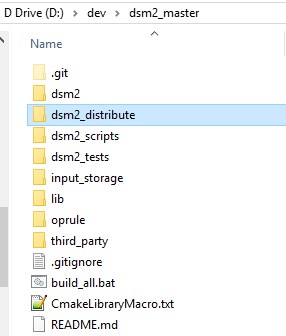 D Drive (D:) > dev > dsm2_master
Name
.git
dsm2
dsm2_distribute
dsm2_scripts
dsm2_tests
input_storage
lib
oprule
third_party
.gitignore
build_all.bat
CmakeLibraryMacro.txt
README.md